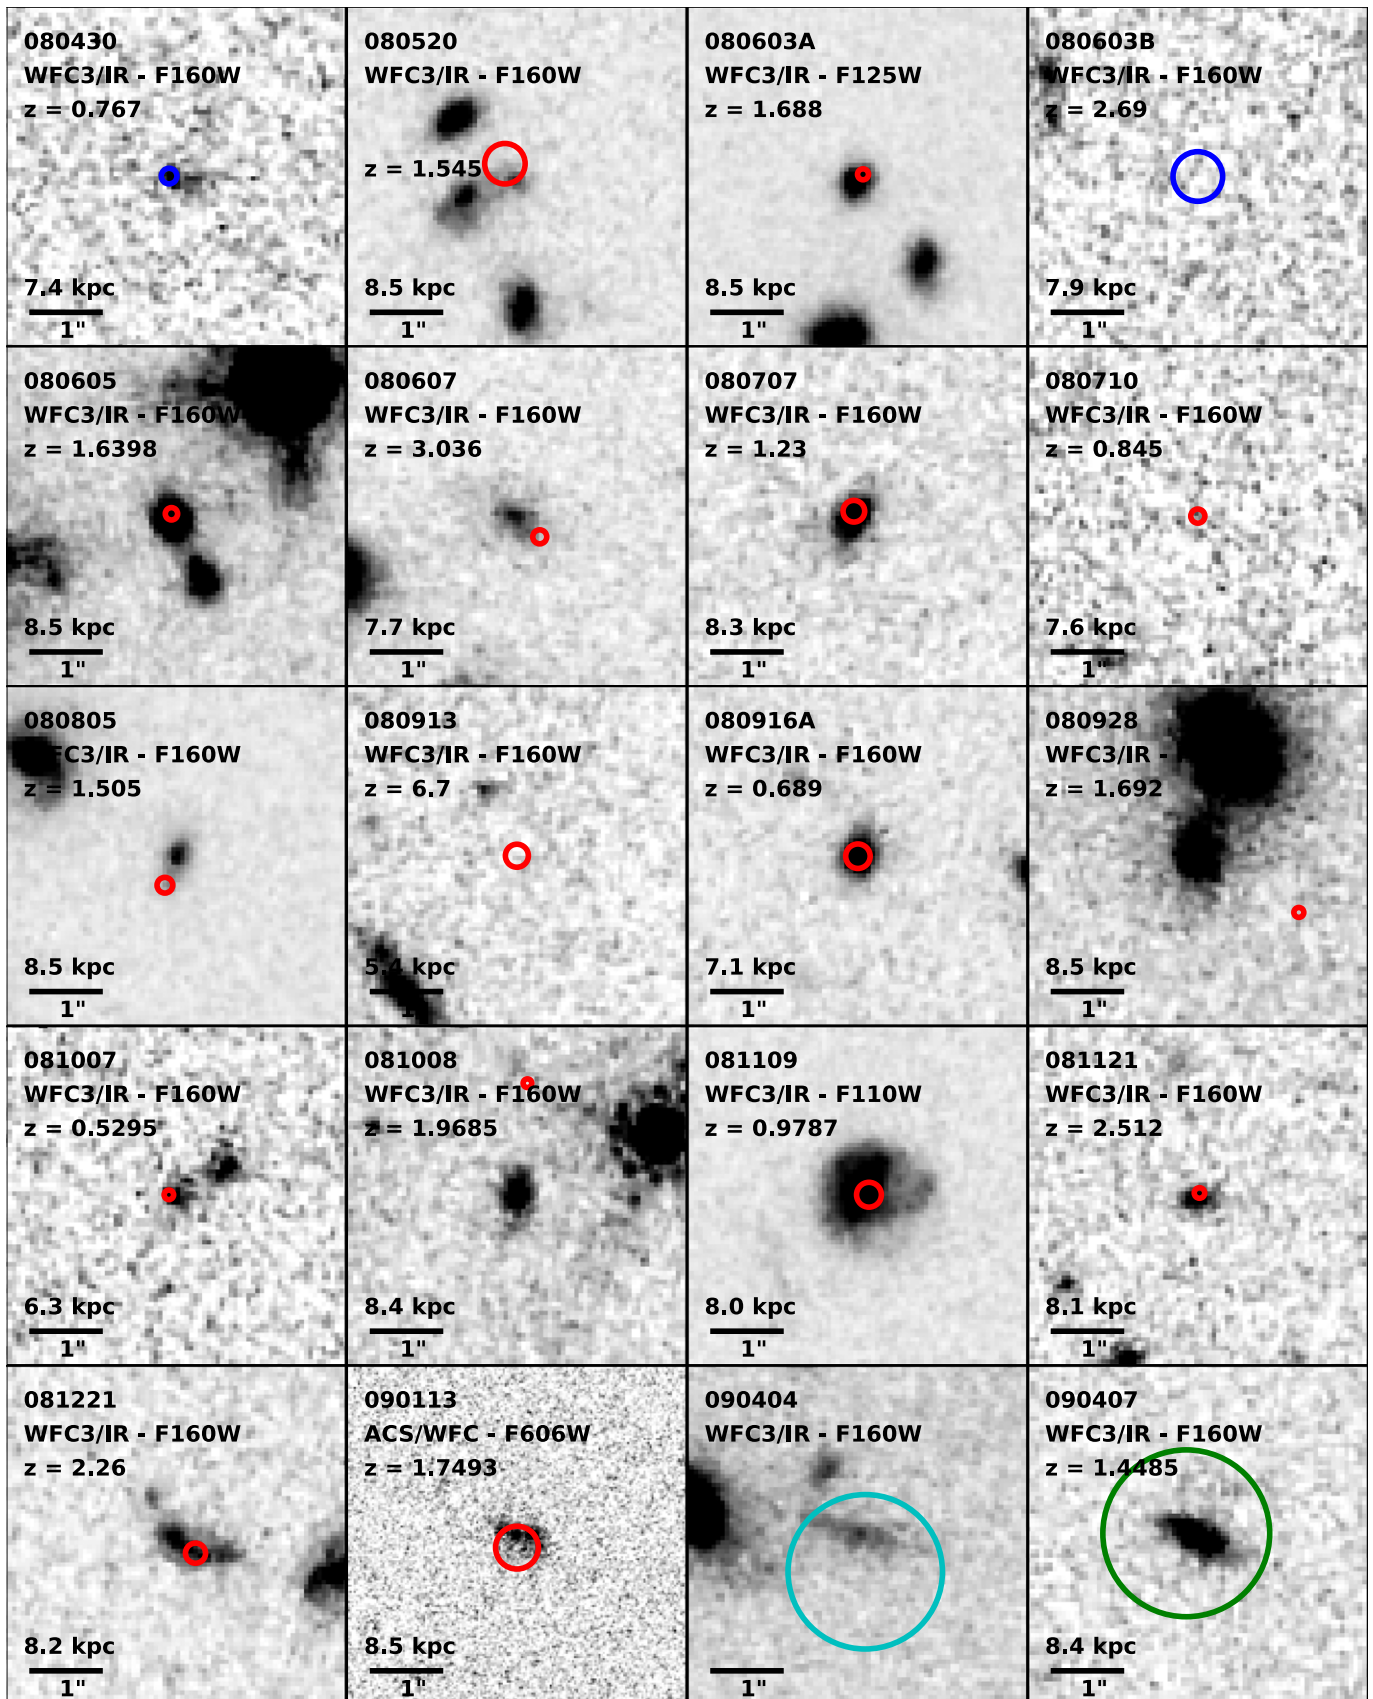 080430
WFC3/IR - F160W
z = 0.767
7.4 kpc
1"
080520
WFC3/IR - F160W
z = 1.545
8.5 kpc
1"
080603A
WFC3/IR - F125W
z = 1.688
8.5 kpc
1"
080603B
WFC3/IR - F160W
z = 2.69
7.9 kpc
1"
080605
WFC3/IR - F160W
z = 1.6398
8.5 kpc
1"
080607
WFC3/IR - F160W
z = 3.036
7.7 kpc
1"
080707
WFC3/IR - F160W
z = 1.23
8.3 kpc
1"
080710
WFC3/IR - F160W
z = 0.845
7.6 kpc
1"
080805
WFC3/IR - F160W
z = 1.505
8.5 kpc
1"
080913
WFC3/IR - F160W
z = 6.7
5.4 kpc
080916A
WFC3/IR - F160W
z = 0.689
7.1 kpc
1"
080928
WFC3/IR -
z = 1.692
8.5 kpc
1"
081007
WFC3/IR - F160W
z = 0.5295
6.3 kpc
1"
081008
WFC3/IR - F160W
z = 1.9685
8.4 kpc
1"
081109
WFC3/IR - F110W
z = 0.9787
8.0 kpc
1"
081121
WFC3/IR - F160W
z = 2.512
8.1 kpc
1"
081221
WFC3/IR - F160W
z = 2.26
8.2 kpc
1"
090113
ACS/WFC - F606W
z = 1.7493
8.5 kpc
1"
090404
WFC3/IR - F160W
1"
090407
WFC3/IR - F160W
z = 1.4485
8.4 kpc
1"